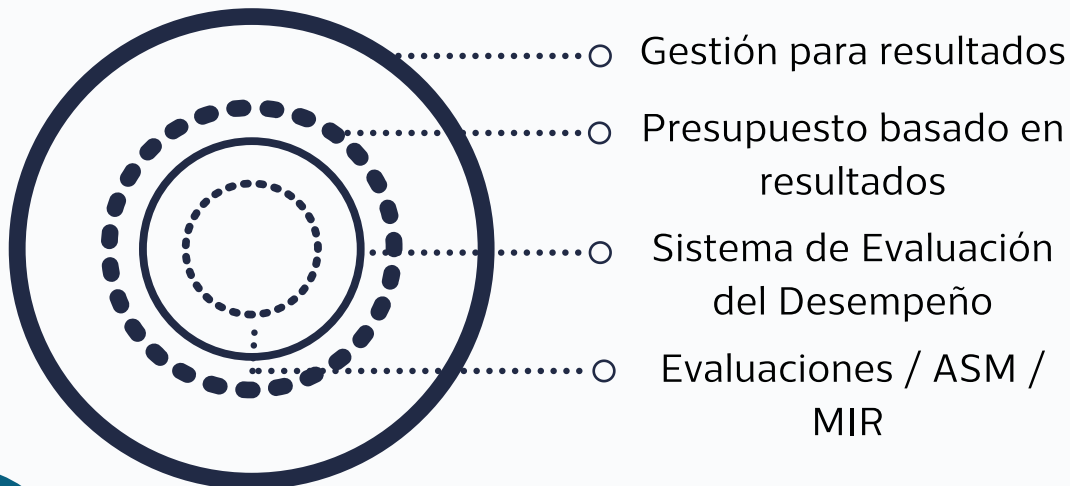 Gestión para resultados
Presupuesto basado en
resultados
Sistema de Evaluación
del Desempeño
Evaluaciones / ASM /
MIR